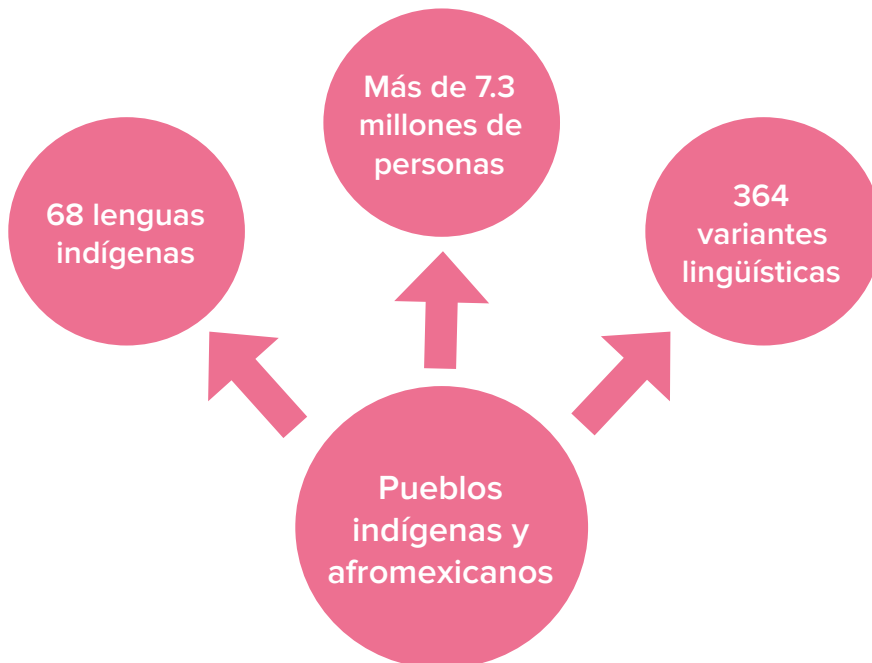 Más de 7.3
millones de
personas
68 lenguas
indígenas
364
variantes
lingüísticas
Pueblos
indígenas y
afromexicanos